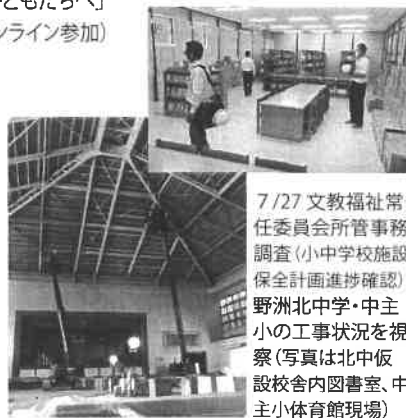 どもたちへ」
ンライン参加)
7/27 文教福祉常
任委員会所管事務
調査(小中学校施設
保全計画進捗確認)
野洲北中学・中主
小の工事状況を視
察(写真は北中仮
設校舎内図書室、中
主小体育館現場)